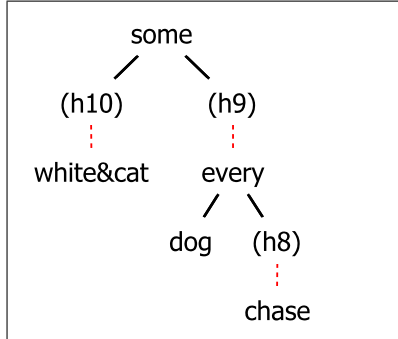 some
(h10) (h9)
white&cat every
dog (h8)
chase